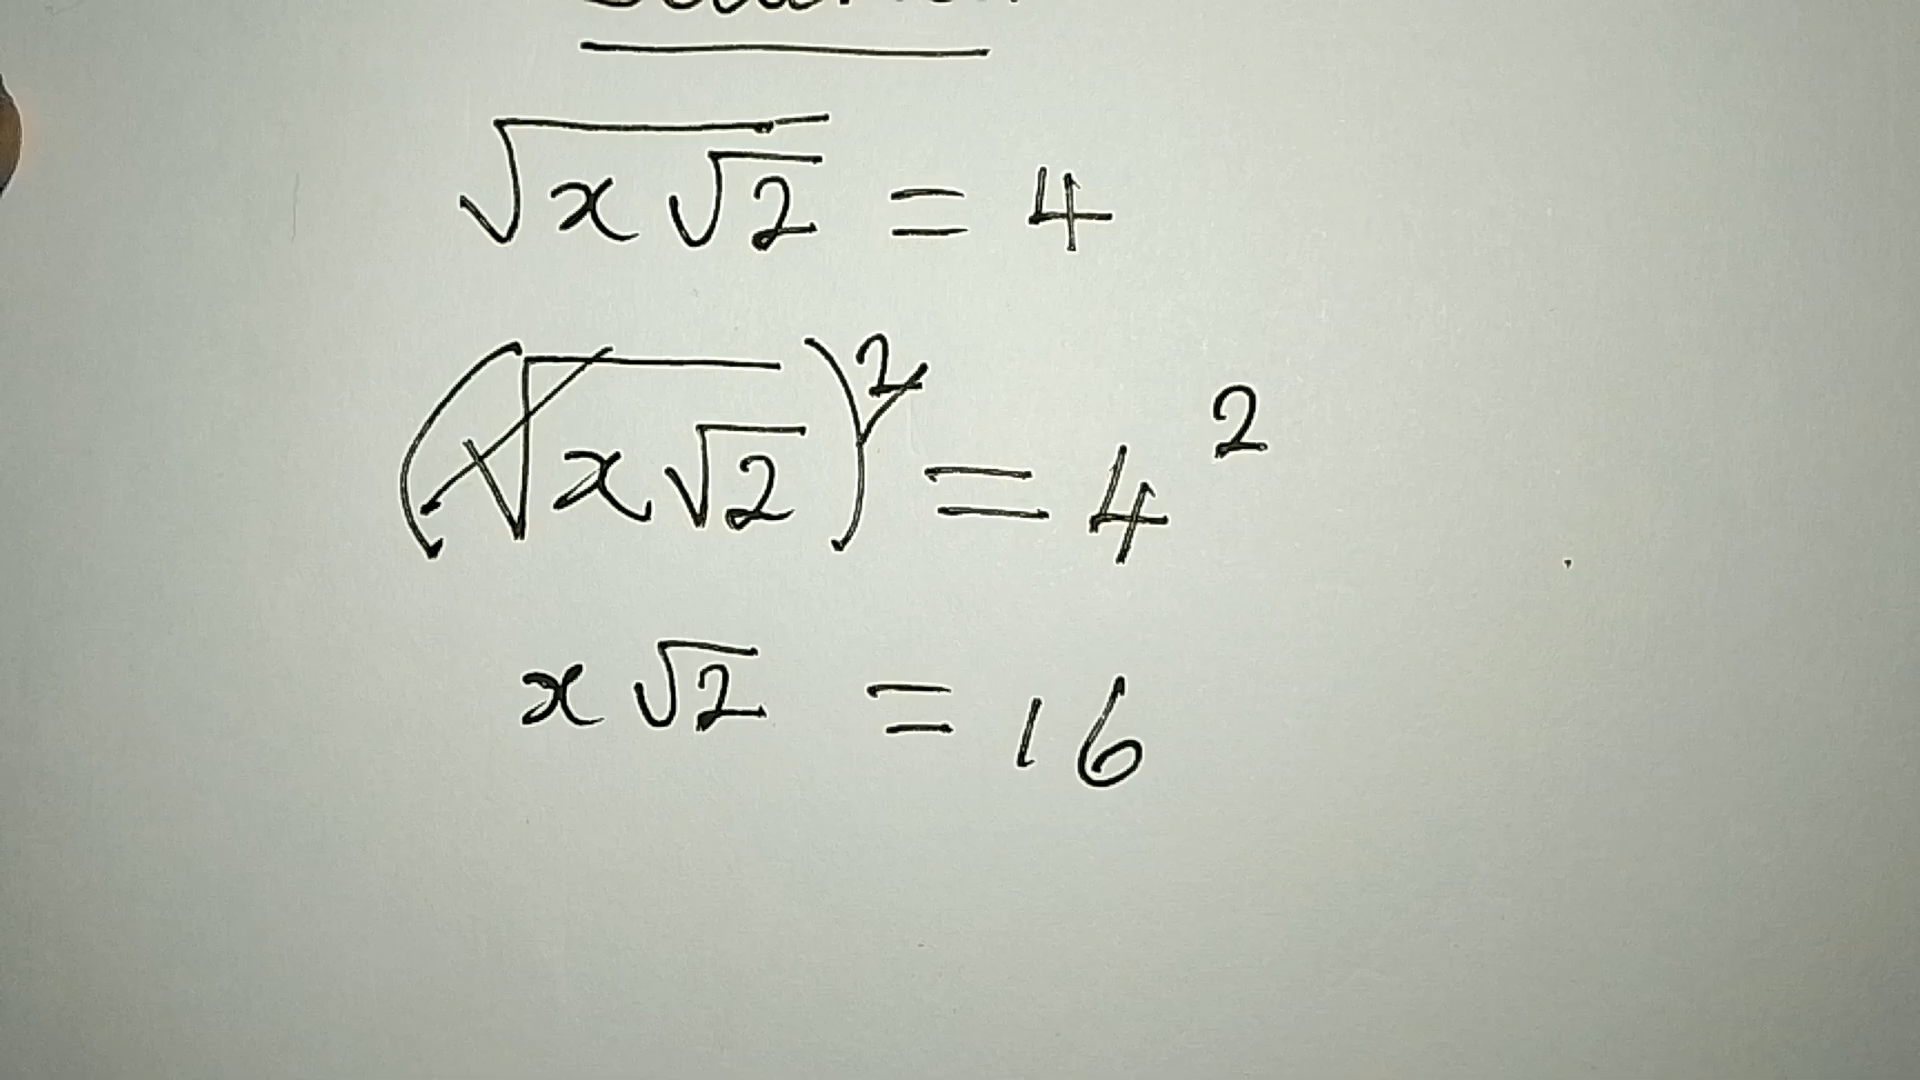 √(x√2) = 4
(√(x√2))² = 4²
x√2 = 16